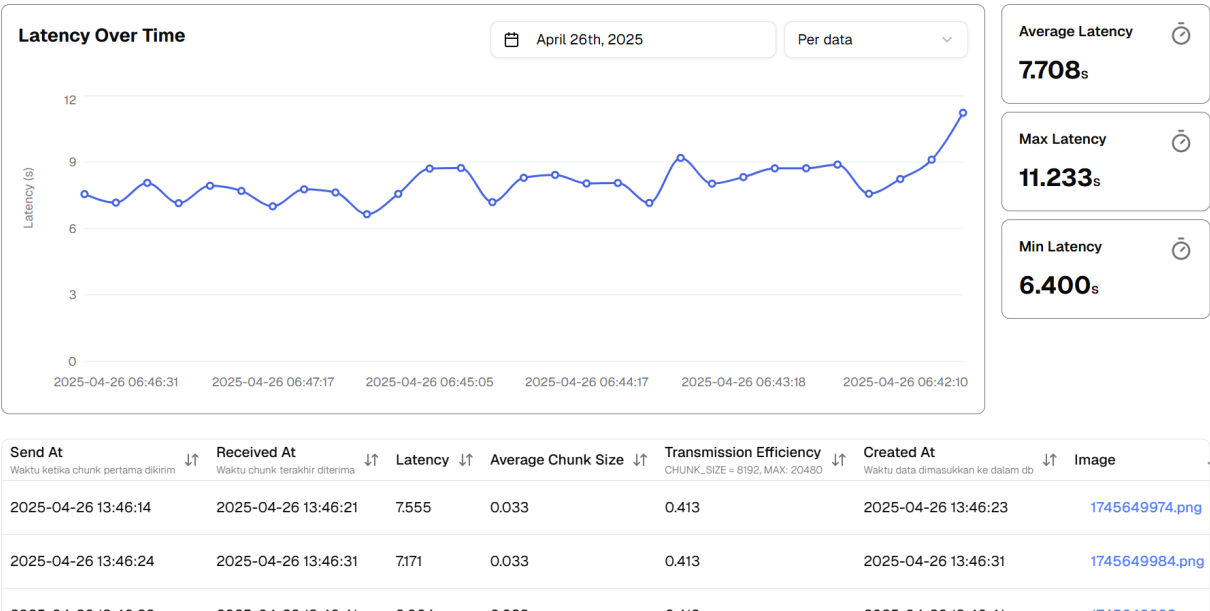 Latency Over Time
April 26th, 2025
Per data
12
9
6
3
0
Latency (s)
2025-04-26 06:46:31 2025-04-26 06:47:17 2025-04-26 06:45:05 2025-04-26 06:44:17 2025-04-26 06:43:18 2025-04-26 06:42:10
Average Latency
7.708s
Max Latency
11.233s
Min Latency
6.400s
Send At Received At Latency Average Chunk Size Transmission Efficiency Created At Image
Waktu ketika chunk pertama dikirim Waktu chunk terakhir diterima CHUNK_SIZE = 8192, MAX: 20480 Waktu data dimasukkan ke dalam db
2025-04-26 13:46:14 2025-04-26 13:46:21 7.555 0.033 0.413 2025-04-26 13:46:23 1745649974.png
2025-04-26 13:46:24 2025-04-26 13:46:31 7.171 0.033 0.413 2025-04-26 13:46:31 1745649984.png